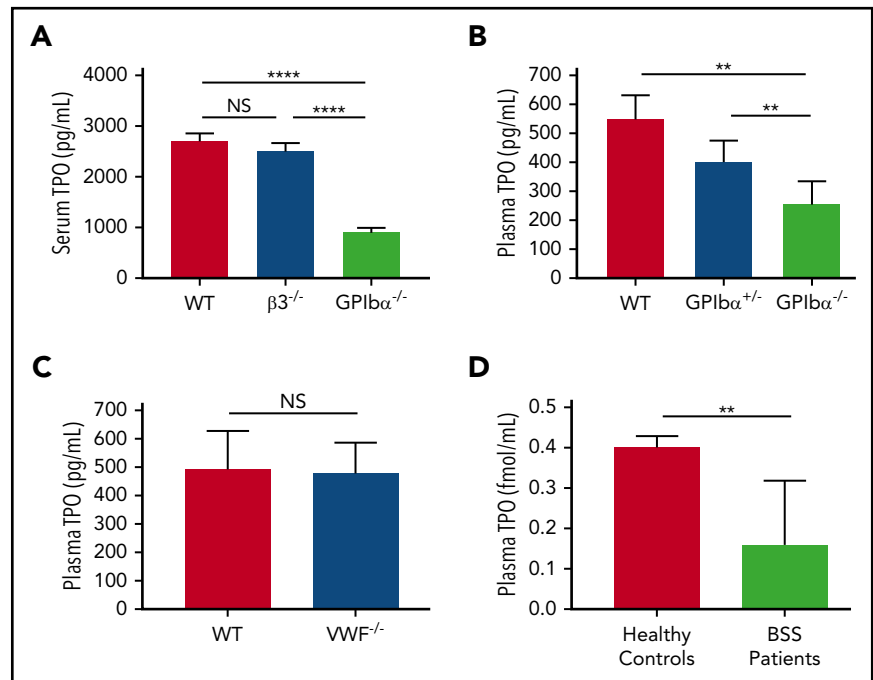 A
Serum TPO (pg/mL)
4000
3000
2000
1000
0
****
NS
****
WT
β3-/-
GPIbα-/-
B
Plasma TPO (pg/mL)
700
600
500
400
300
200
100
0
**
**
WT
GPIbα+/-
GPIbα-/-
C
Plasma TPO (pg/mL)
700
600
500
400
300
200
100
0
NS
WT
VWF-/-
D
Plasma TPO (fmol/mL)
0.5
0.4
0.3
0.2
0.1
0.0
**
Healthy
Controls
BSS
Patients